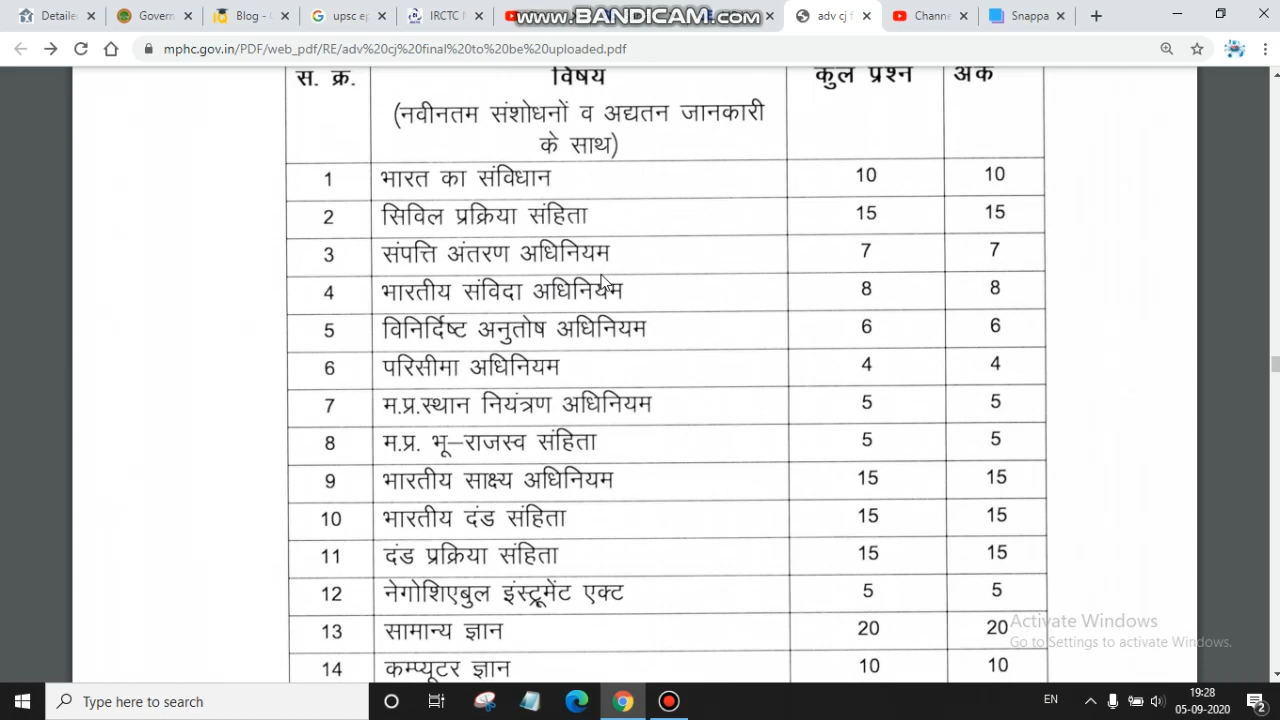 Detailed
Govern
Blog -
upsc ep
IRCTC N
www.BANDICAM.com
adv cj f
Channe
Snappa
mphc.gov.in/PDF/web_pdf/RE/adv%20cj%20final%20to%20be%20uploaded.pdf
स. क्र. विषय कुल प्रश्न अंक
(नवीनतम संशोधनों व अद्यतन जानकारी
के साथ)
1 भारत का संविधान 10 10
2 सिविल प्रक्रिया संहिता 15 15
3 संपत्ति अंतरण अधिनियम 7 7
4 भारतीय संविदा अधिनियम 8 8
5 विनिर्दिष्ट अनुतोष अधिनियम 6 6
6 परिसीमा अधिनियम 4 4
7 म.प्र.स्थान नियंत्रण अधिनियम 5 5
8 म.प्र. भू–राजस्व संहिता 5 5
9 भारतीय साक्ष्य अधिनियम 15 15
10 भारतीय दंड संहिता 15 15
11 दंड प्रक्रिया संहिता 15 15
12 नेगोशिएबुल इंस्ट्रूमेंट एक्ट 5 5
13 सामान्य ज्ञान 20 20
14 कम्प्यूटर ज्ञान 10 10
Activate Windows
Go to Settings to activate Windows.
Type here to search
EN
19:28
05-09-2020
2